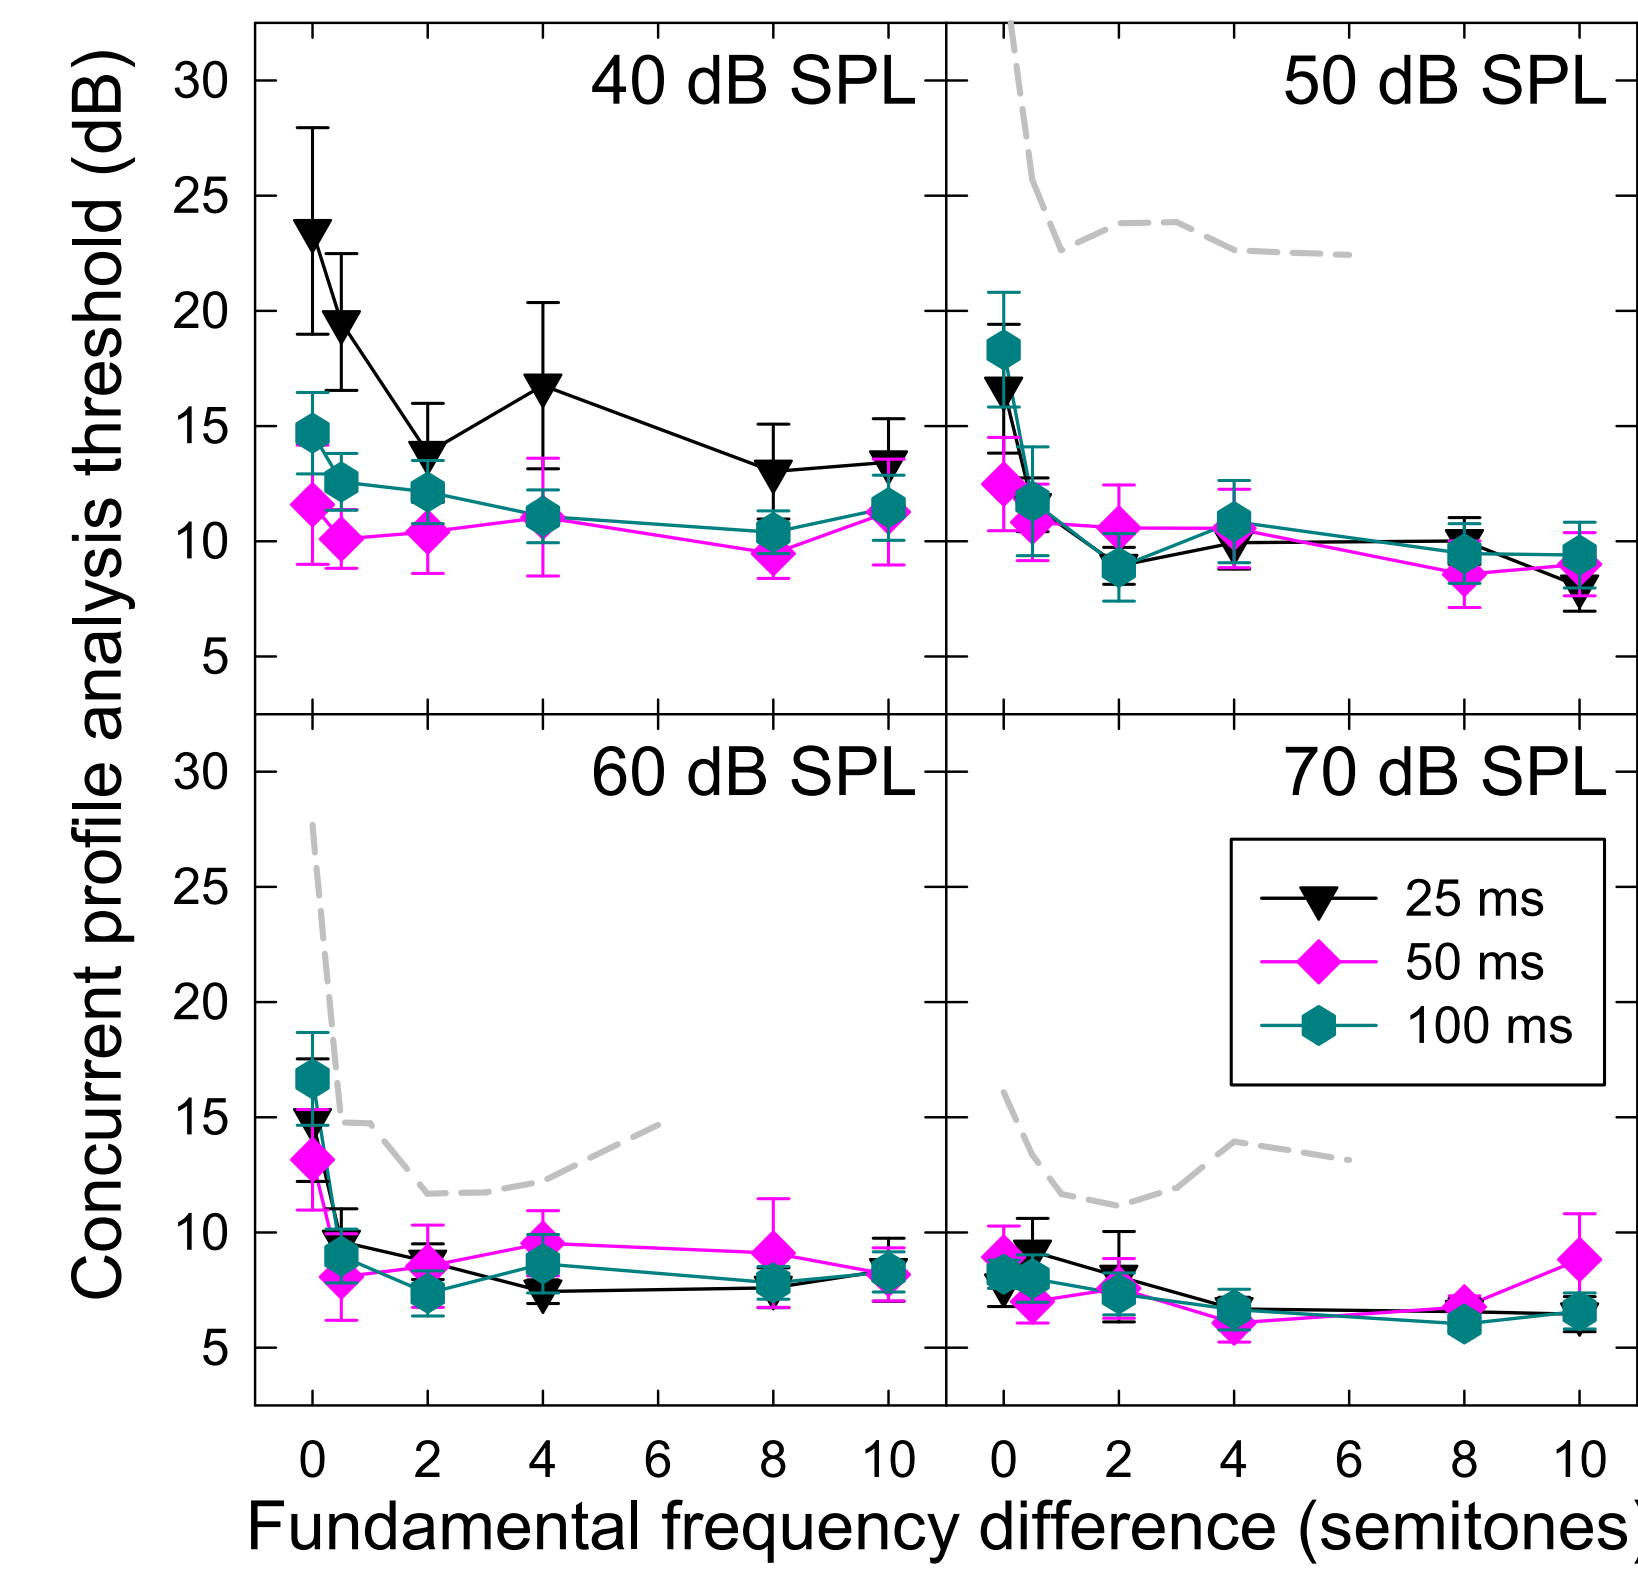 Concurrent profile analysis threshold (dB)
40 dB SPL
30
25
20
15
10
5
50 dB SPL
60 dB SPL
30
25
20
15
10
5
70 dB SPL
25 ms
50 ms
100 ms
0 2 4 6 8 10
0 2 4 6 8 10
Fundamental frequency difference (semitones)